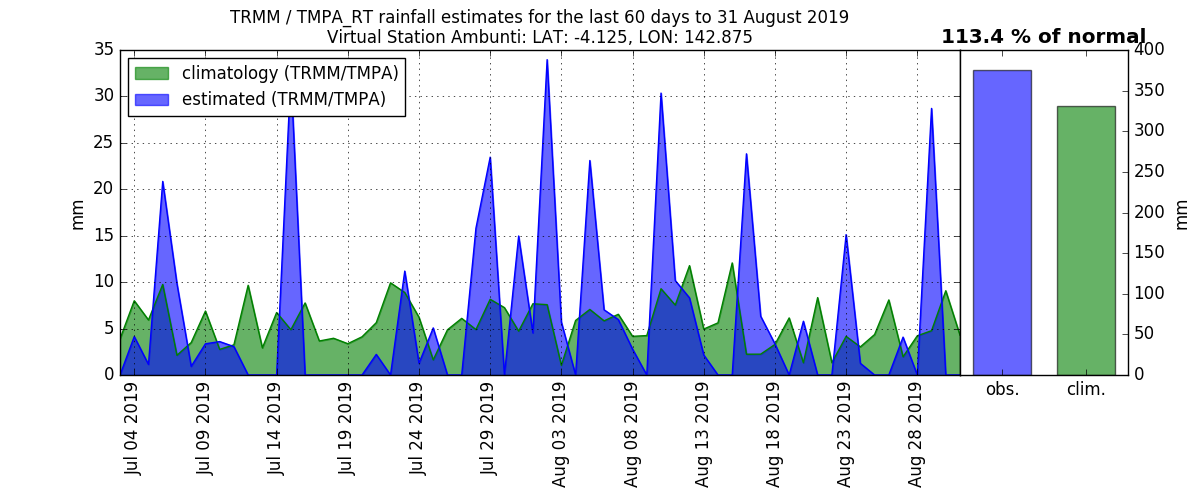 TRMM / TMPA_RT rainfall estimates for the last 60 days to 31 August 2019
Virtual Station Ambunti: LAT: -4.125, LON: 142.875
113.4 % of normal
climatology (TRMM/TMPA)
estimated (TRMM/TMPA)
35
30
25
20
15
10
5
0
mm
Jul 04 2019
Jul 09 2019
Jul 14 2019
Jul 19 2019
Jul 24 2019
Jul 29 2019
Aug 03 2019
Aug 08 2019
Aug 13 2019
Aug 18 2019
Aug 23 2019
Aug 28 2019
obs.
clim.
400
350
300
250
200
150
100
50
0
mm